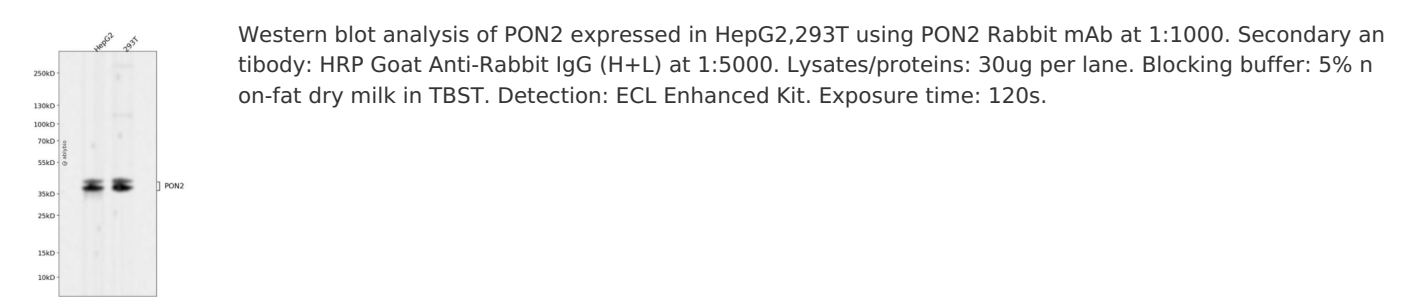 HepG2
293T
250kD
130kD
100kD
70kD
55kD
35kD
25kD
15kD
10kD
@ abybio
PON2
Western blot analysis of PON2 expressed in HepG2,293T using PON2 Rabbit mAb at 1:1000. Secondary an
tibody: HRP Goat Anti-Rabbit IgG (H+L) at 1:5000. Lysates/proteins: 30ug per lane. Blocking buffer: 5% n
on-fat dry milk in TBST. Detection: ECL Enhanced Kit. Exposure time: 120s.